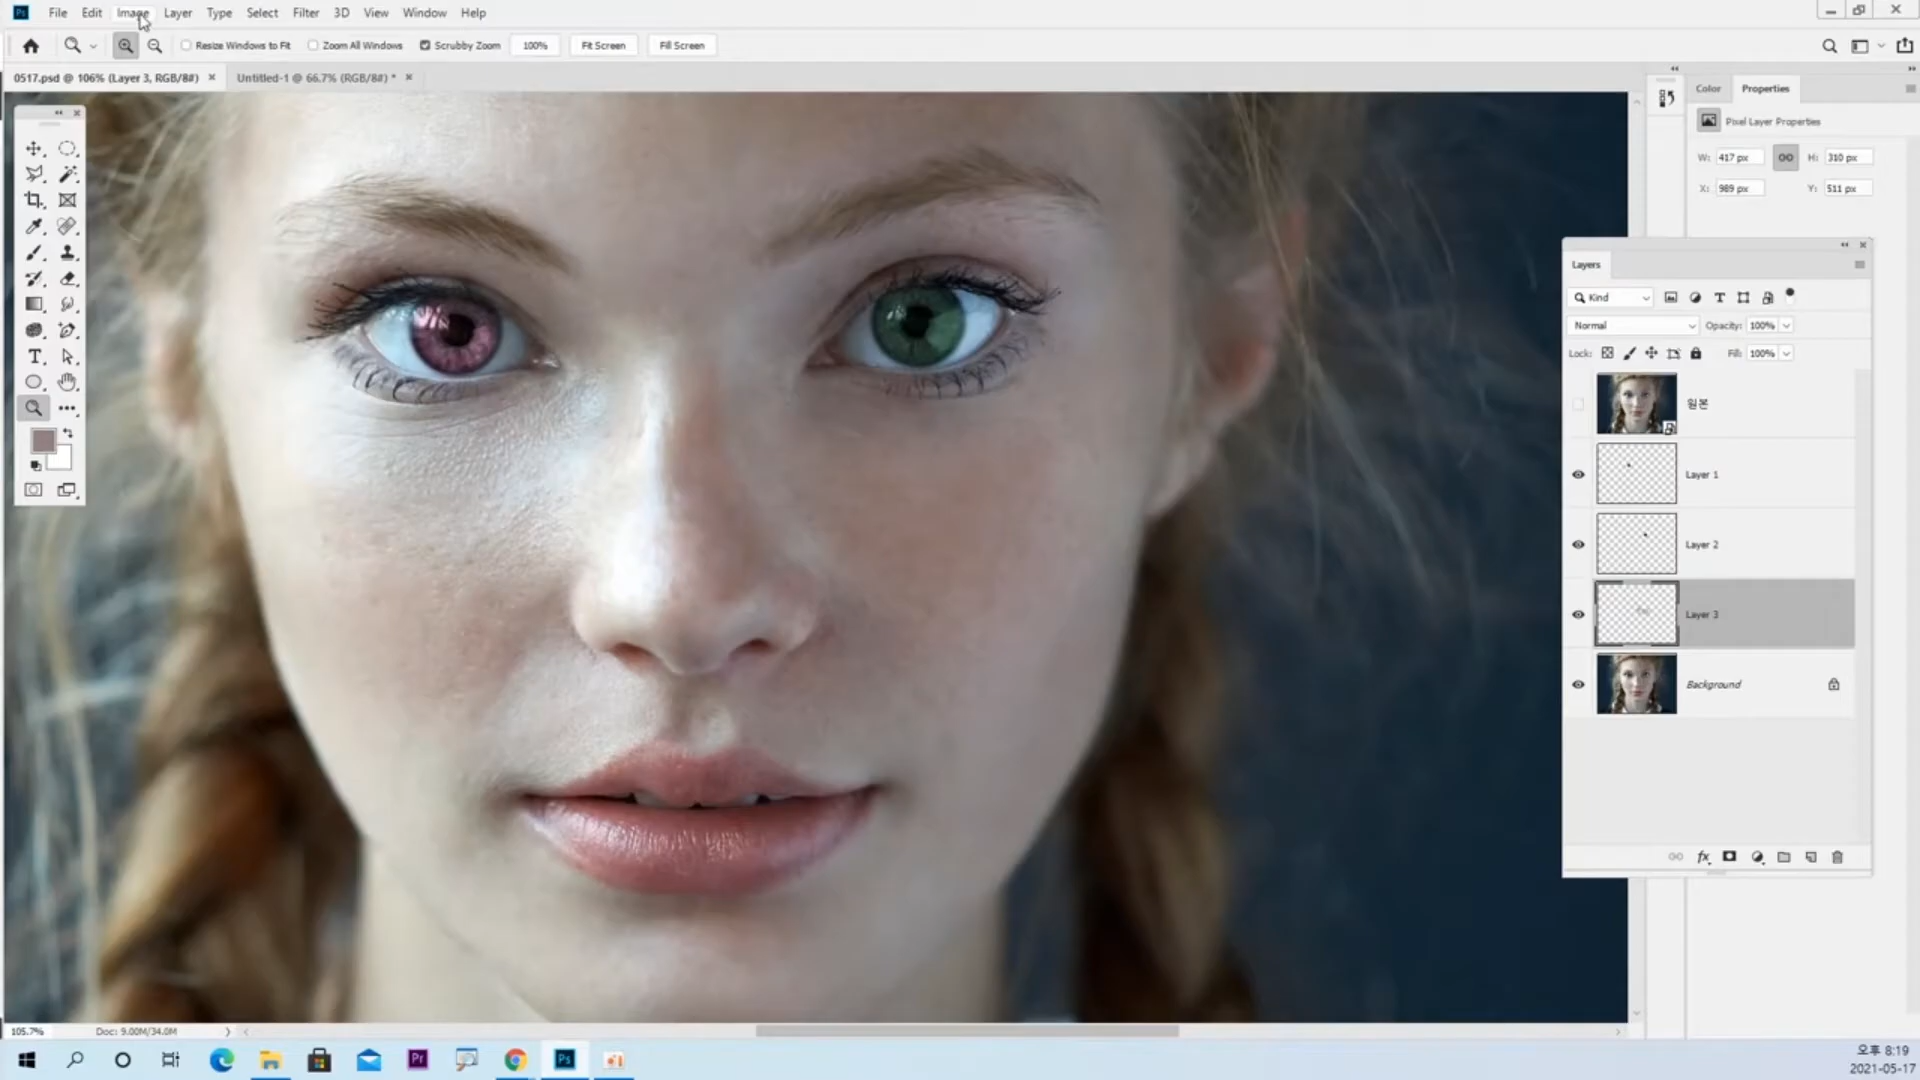 Ps File Edit Image Layer Type Select Filter 3D View Window Help
Resize Windows to Fit Zoom All Windows Scrubby Zoom 100% Fit Screen Fill Screen
0517.psd @ 106% (Layer 3, RGB/8#) × Untitled-1 @ 66.7% (RGB/8#) * ×
Color Properties
Pixel Layer Properties
W: 417 px H: 310 px
X: 989 px Y: 511 px
Layers
Kind
Normal Opacity: 100%
Lock: Fill: 100%
원본
Layer 1
Layer 2
Layer 3
Background
fx
105.7% Doc: 9.00M/34.0M
Pr Ps
오후 8:19
2021-05-17